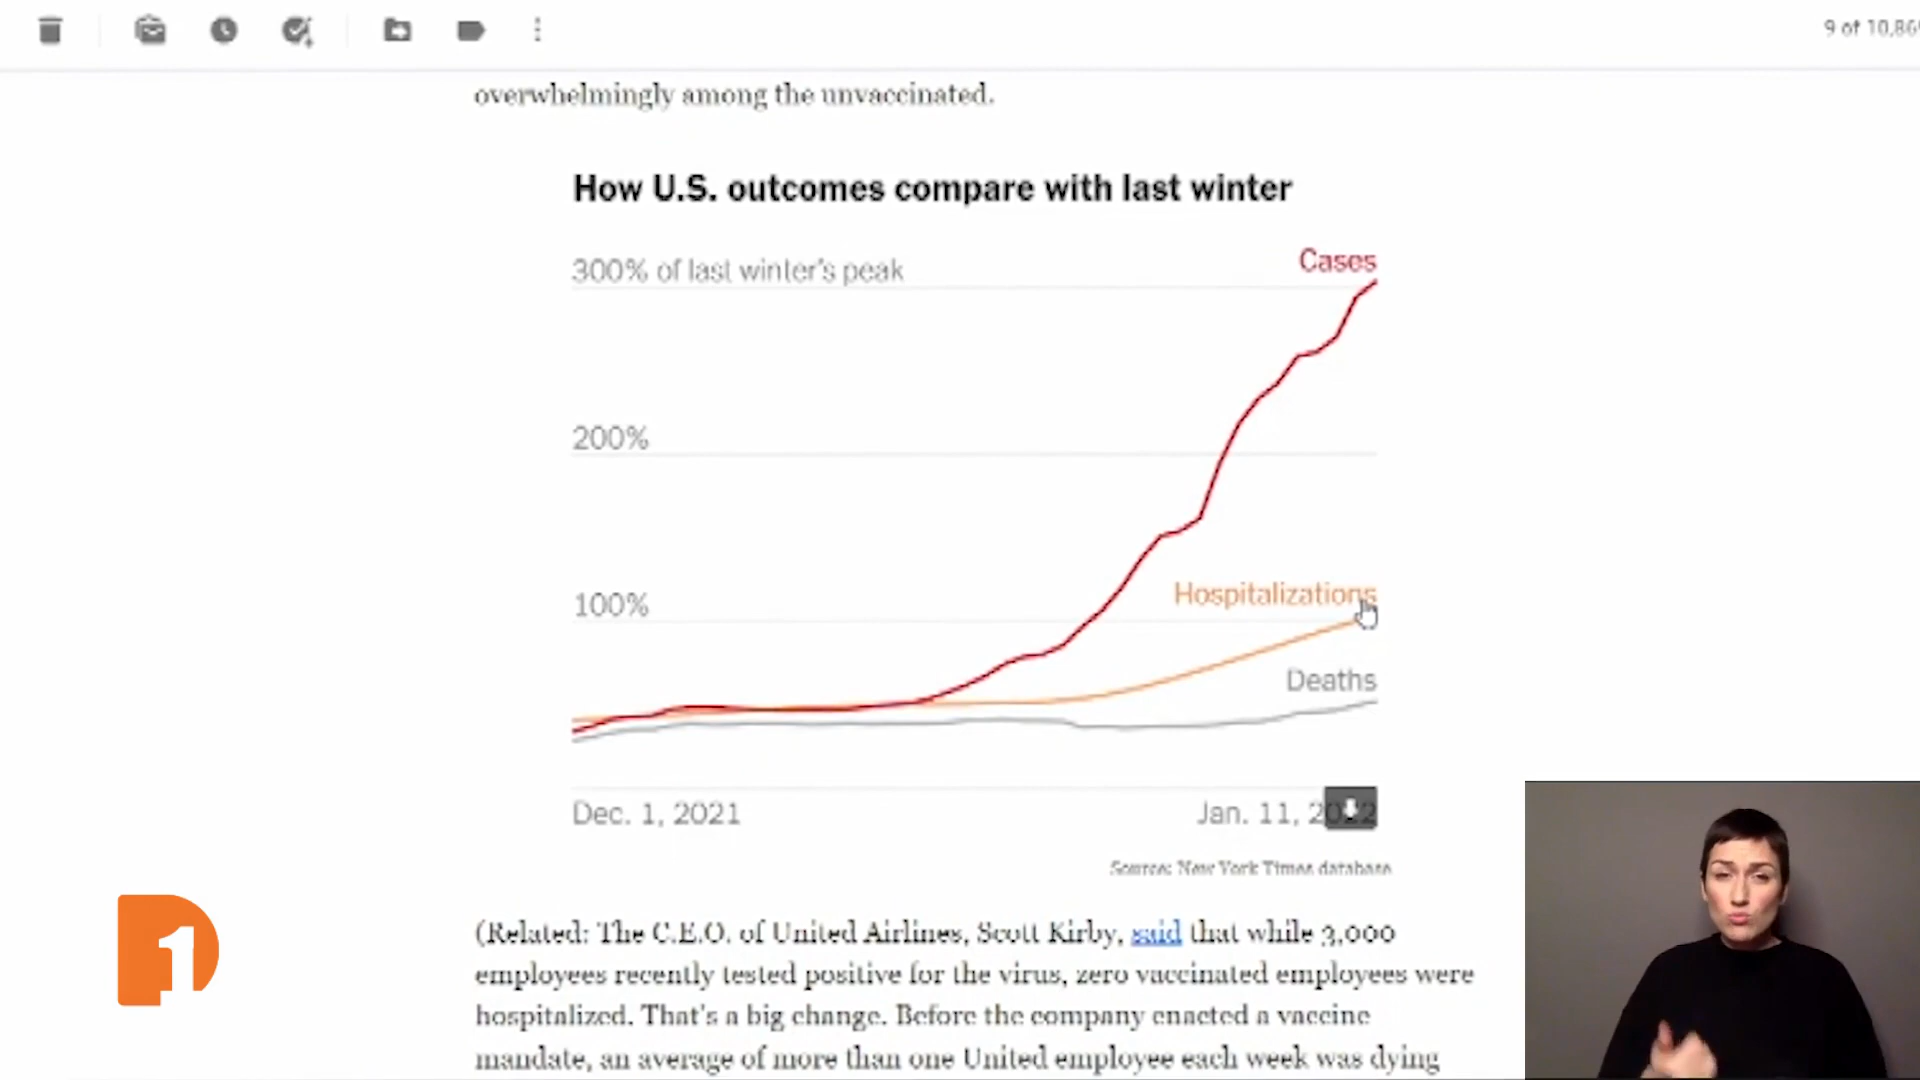 9 of 10,86
overwhelmingly among the unvaccinated.
How U.S. outcomes compare with last winter
Cases
300% of last winter's peak
200%
Hospitalizations
100%
Deaths
Dec. 1, 2021
Jan. 11, 2022
Source: New York Times database
(Related: The C.E.O. of United Airlines, Scott Kirby, said that while 3,000
employees recently tested positive for the virus, zero vaccinated employees were
hospitalized. That's a big change. Before the company enacted a vaccine
mandate, an average of more than one United employee each week was dying
1